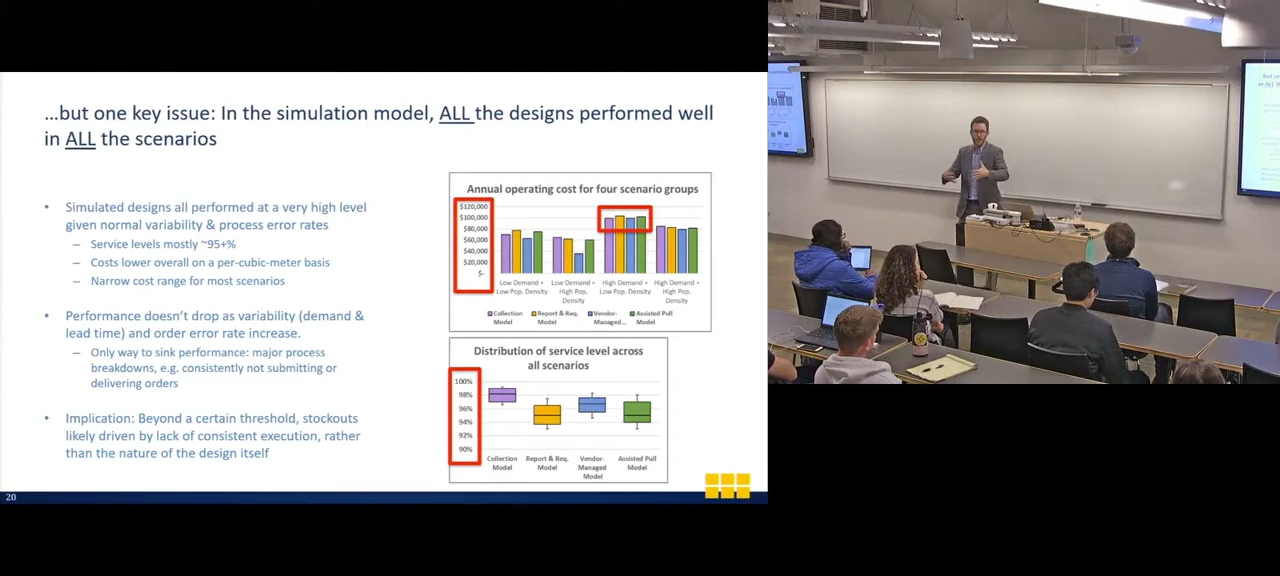 ...but one key issue: In the simulation model, ALL the designs performed well
in ALL the scenarios
• Simulated designs all performed at a very high level
given normal variability & process error rates
– Service levels mostly ~95+%
– Costs lower overall on a per-cubic-meter basis
– Narrow cost range for most scenarios
• Performance doesn't drop as variability (demand &
lead time) and order error rate increase.
– Only way to sink performance: major process
breakdowns, e.g. consistently not submitting or
delivering orders
• Implication: Beyond a certain threshold, stockouts
likely driven by lack of consistent execution, rather
than the nature of the design itself
Annual operating cost for four scenario groups
$120,000
$100,000
$80,000
$60,000
$40,000
$20,000
$-
Low Demand + Low Pop. Density
Low Demand + High Pop. Density
High Demand + Low Pop. Density
High Demand + High Pop. Density
Collection Model
Report & Req. Model
Vendor-Managed...
Assisted Pull Model
Distribution of service level across
all scenarios
100%
98%
96%
94%
92%
90%
Collection Model
Report & Req. Model
Vendor-Managed Model
Assisted Pull Model
20